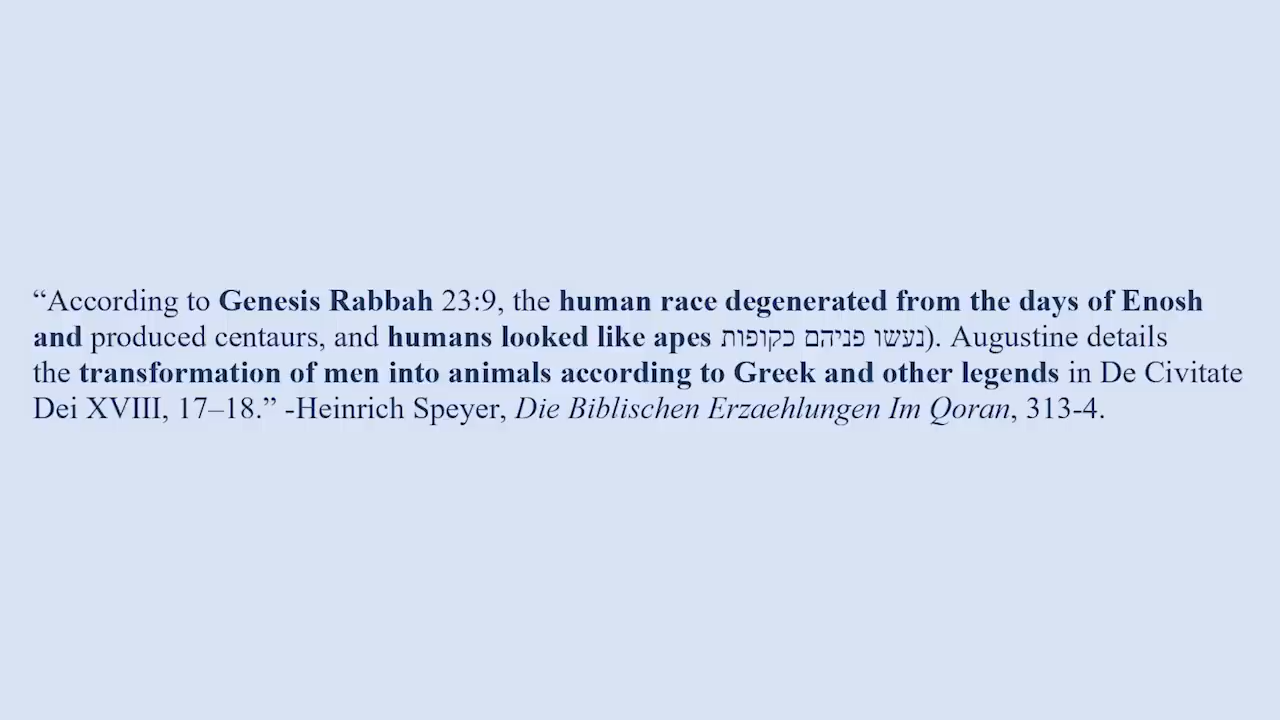 “According to Genesis Rabbah 23:9, the human race degenerated from the days of Enosh
and produced centaurs, and humans looked like apes נעשו פניהם כקופות). Augustine details
the transformation of men into animals according to Greek and other legends in De Civitate
Dei XVIII, 17–18.” -Heinrich Speyer, Die Biblischen Erzaehlungen Im Qoran, 313-4.